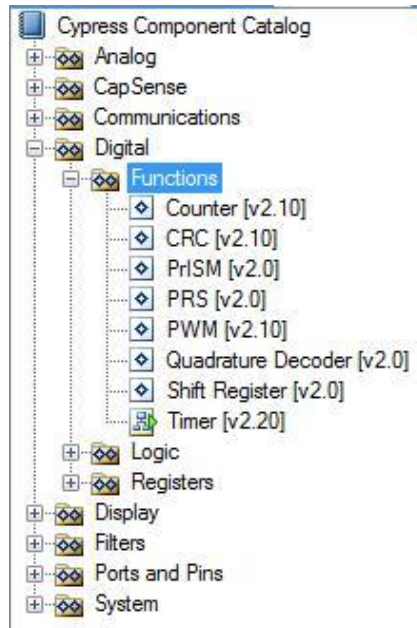 Cypress Component Catalog
Analog
CapSense
Communications
Digital
Functions
Counter [v2.10]
CRC [v2.10]
PrISM [v2.0]
PRS [v2.0]
PWM [v2.10]
Quadrature Decoder [v2.0]
Shift Register [v2.0]
Timer [v2.20]
Logic
Registers
Display
Filters
Ports and Pins
System